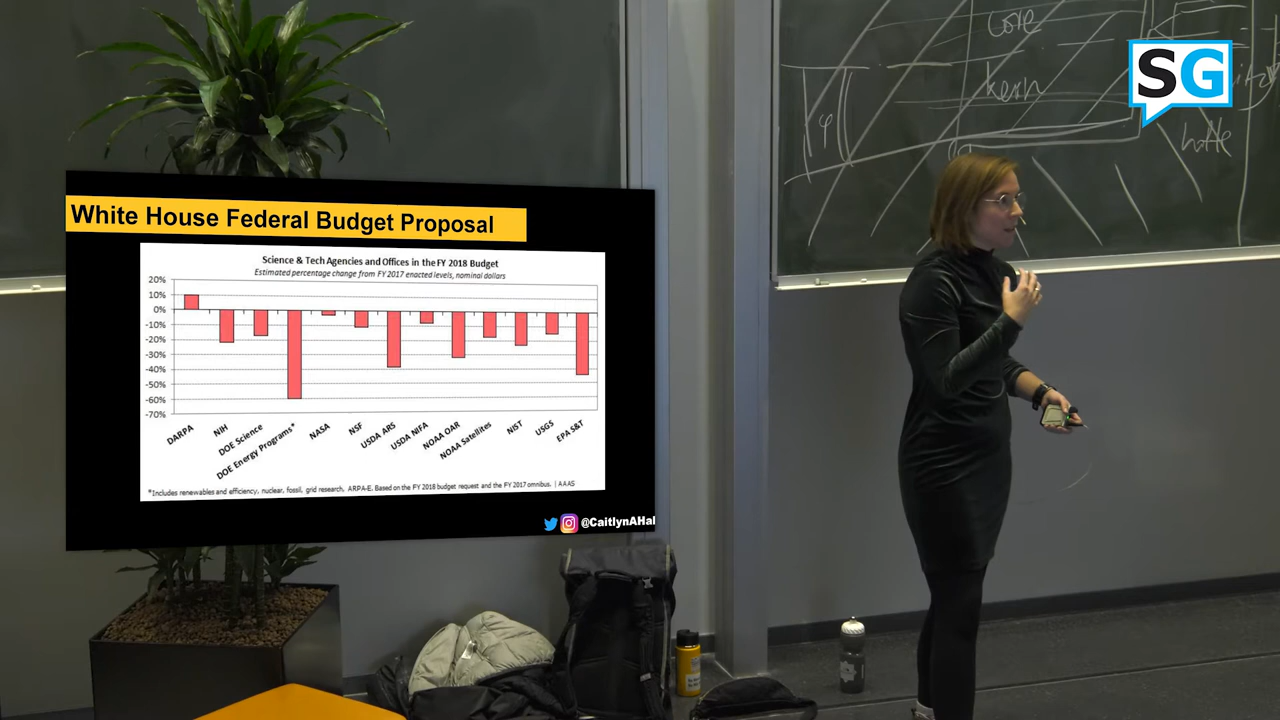 White House Federal Budget Proposal
Science & Tech Agencies and Offices in the FY 2018 Budget
Estimated percentage change from FY 2017 enacted levels, nominal dollars
20%
10%
0%
-10%
-20%
-30%
-40%
-50%
-60%
-70%
DARPA
NIH
DOE Science
DOE Energy Programs*
NASA
NSF
USDA ARS
USDA NIFA
NOAA OAR
NOAA Satellites
NIST
USGS
EPA S&T
*Includes renewables and efficiency, nuclear, fossil, grid research, ARPA-E. Based on the FY 2018 budget request and the FY 2017 omnibus. | AAAS
@CaitlynAHal
core
kern
φ
SG